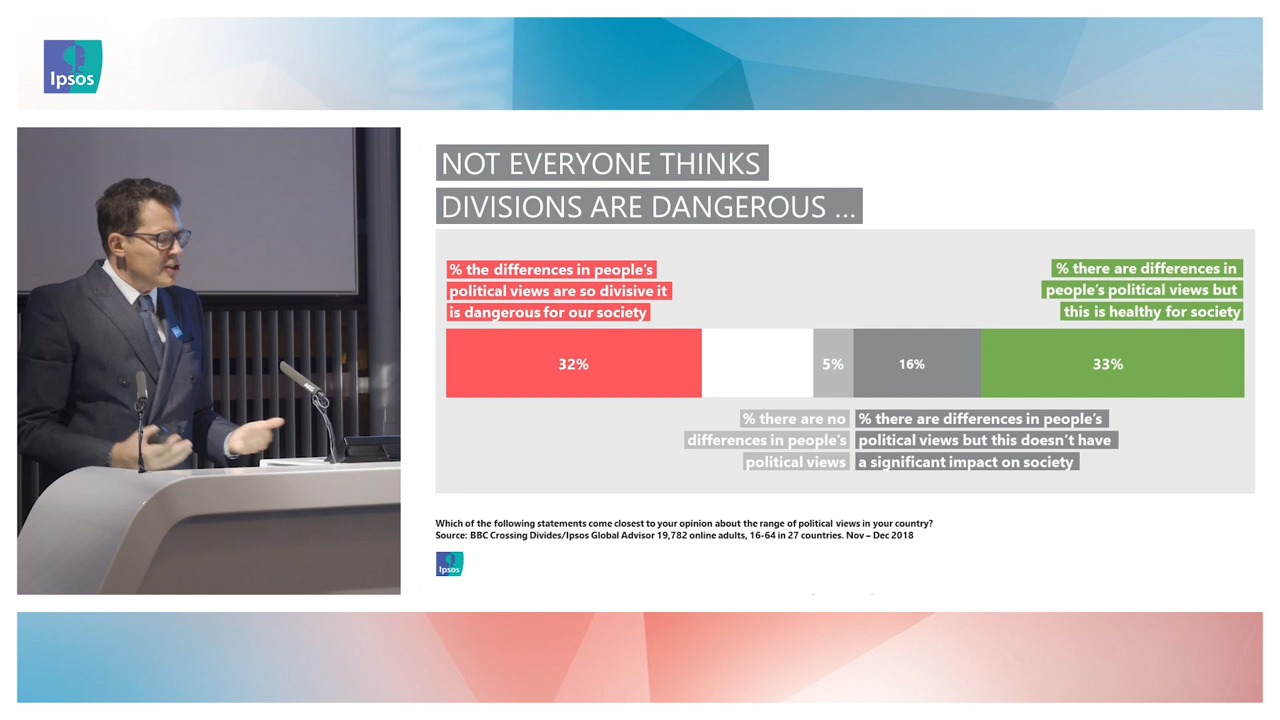 Ipsos
NOT EVERYONE THINKS
DIVISIONS ARE DANGEROUS ...
% the differences in people's
political views are so divisive it
is dangerous for our society
% there are differences in
people's political views but
this is healthy for society
32%
5%
16%
33%
% there are no
differences in people's
political views
% there are differences in people's
political views but this doesn't have
a significant impact on society
Which of the following statements come closest to your opinion about the range of political views in your country?
Source: BBC Crossing Divides/Ipsos Global Advisor 19,782 online adults, 16-64 in 27 countries. Nov – Dec 2018
Ipsos